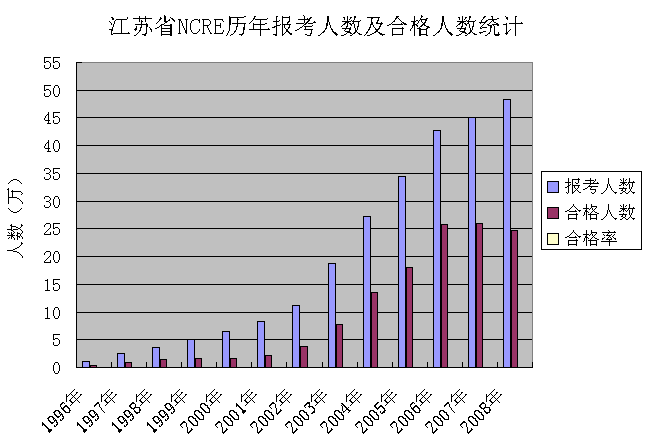 江苏省NCRE历年报考人数及合格人数统计
人数（万）
55
50
45
40
35
30
25
20
15
10
5
0
1996年
1997年
1998年
1999年
2000年
2001年
2002年
2003年
2004年
2005年
2006年
2007年
2008年
报考人数
合格人数
合格率